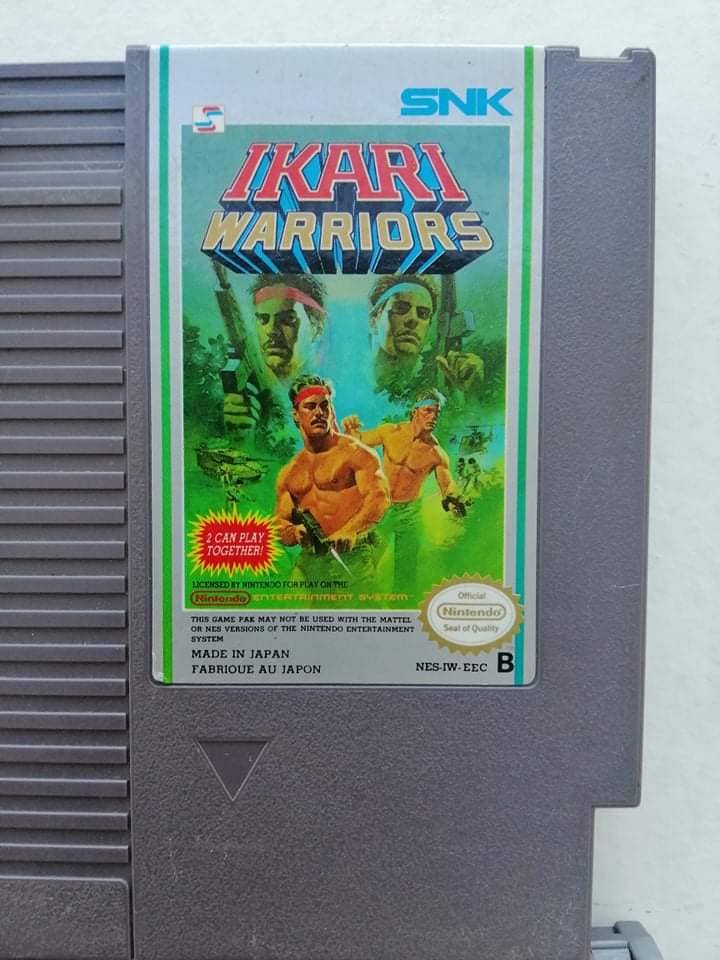 SNK
IKARI
WARRIORS™
2 CAN PLAY
TOGETHER!
LICENSED BY NINTENDO FOR PLAY ON THE
Nintendo ENTERTAINMENT SYSTEM™
Official
Nintendo
Seal of Quality
THIS GAME PAK MAY NOT BE USED WITH THE MATTEL
OR NES VERSIONS OF THE NINTENDO ENTERTAINMENT
SYSTEM
MADE IN JAPAN
FABRIQUE AU JAPON
NES-IW-EEC B